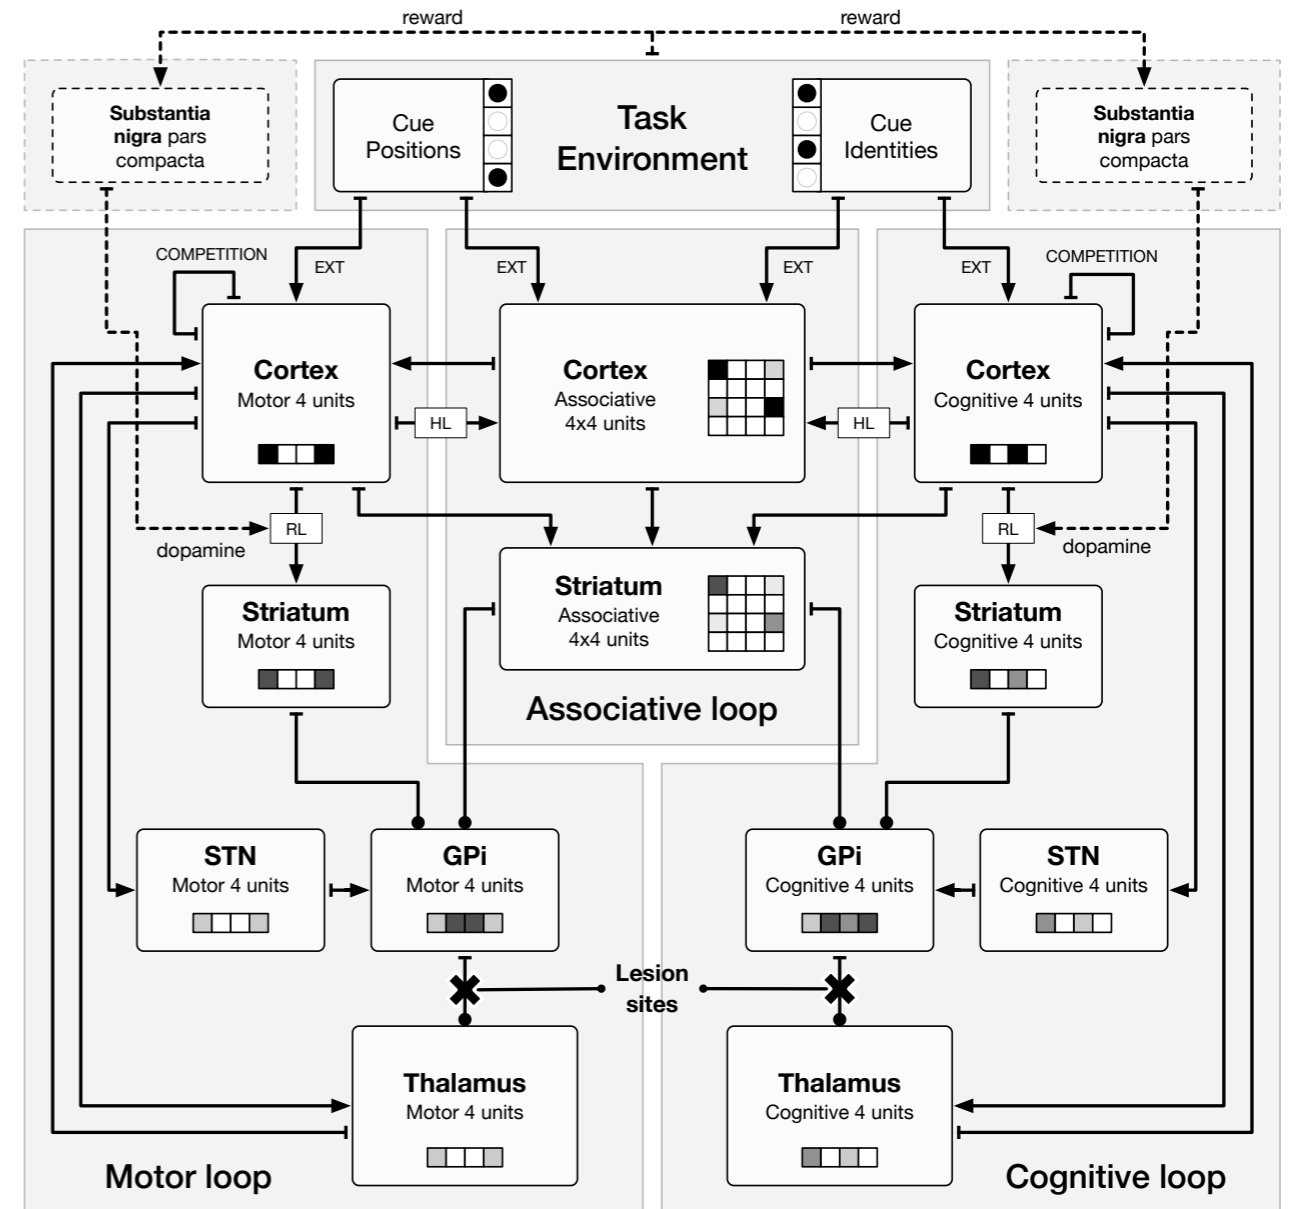 reward
reward
Substantia
nigra pars
compacta
Cue
Positions
Task
Environment
Cue
Identities
Substantia
nigra pars
compacta
COMPETITION
EXT
EXT
EXT
EXT
COMPETITION
Cortex
Motor 4 units
HL
Cortex
Associative
4x4 units
HL
Cortex
Cognitive 4 units
RL
dopamine
RL
dopamine
Striatum
Motor 4 units
Striatum
Associative
4x4 units
Striatum
Cognitive 4 units
Associative loop
STN
Motor 4 units
GPi
Motor 4 units
GPi
Cognitive 4 units
STN
Cognitive 4 units
Lesion
sites
Thalamus
Motor 4 units
Thalamus
Cognitive 4 units
Motor loop
Cognitive loop